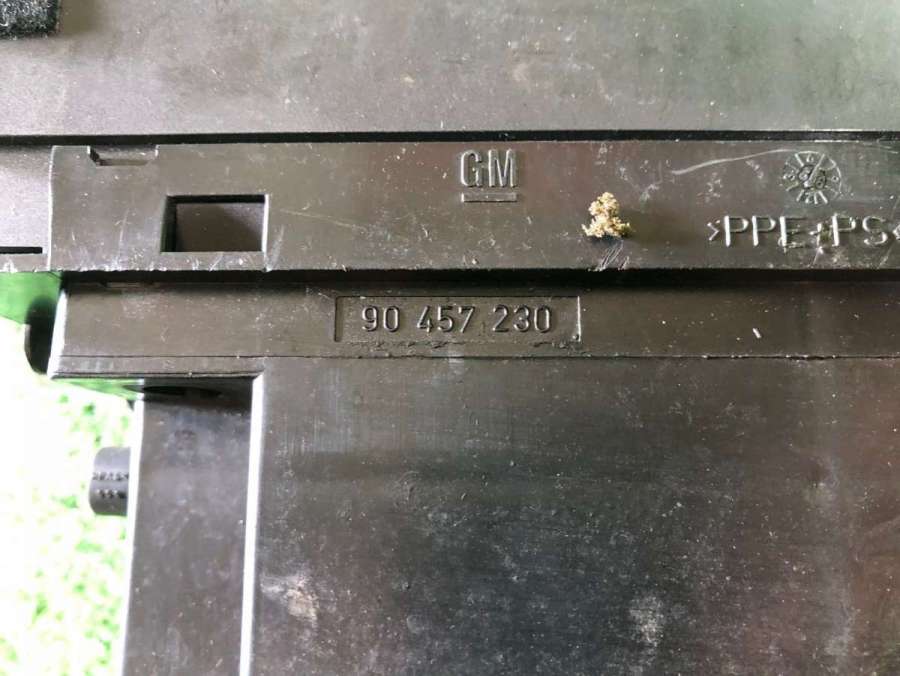 GM
>PPE+PS<
90 457 230